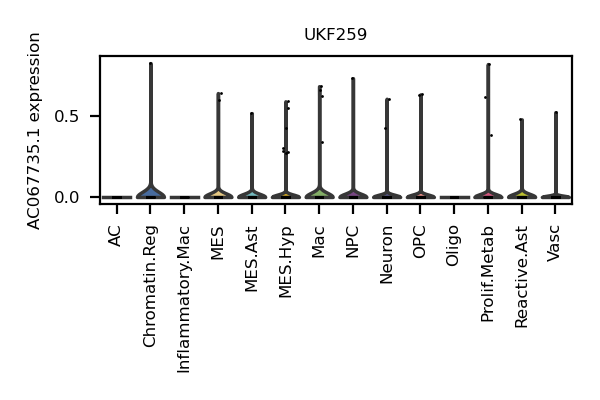 UKF259
AC067735.1 expression
0.5
0.0
AC
Chromatin.Reg
Inflammatory.Mac
MES
MES.Ast
MES.Hyp
Mac
NPC
Neuron
OPC
Oligo
Prolif.Metab
Reactive.Ast
Vasc